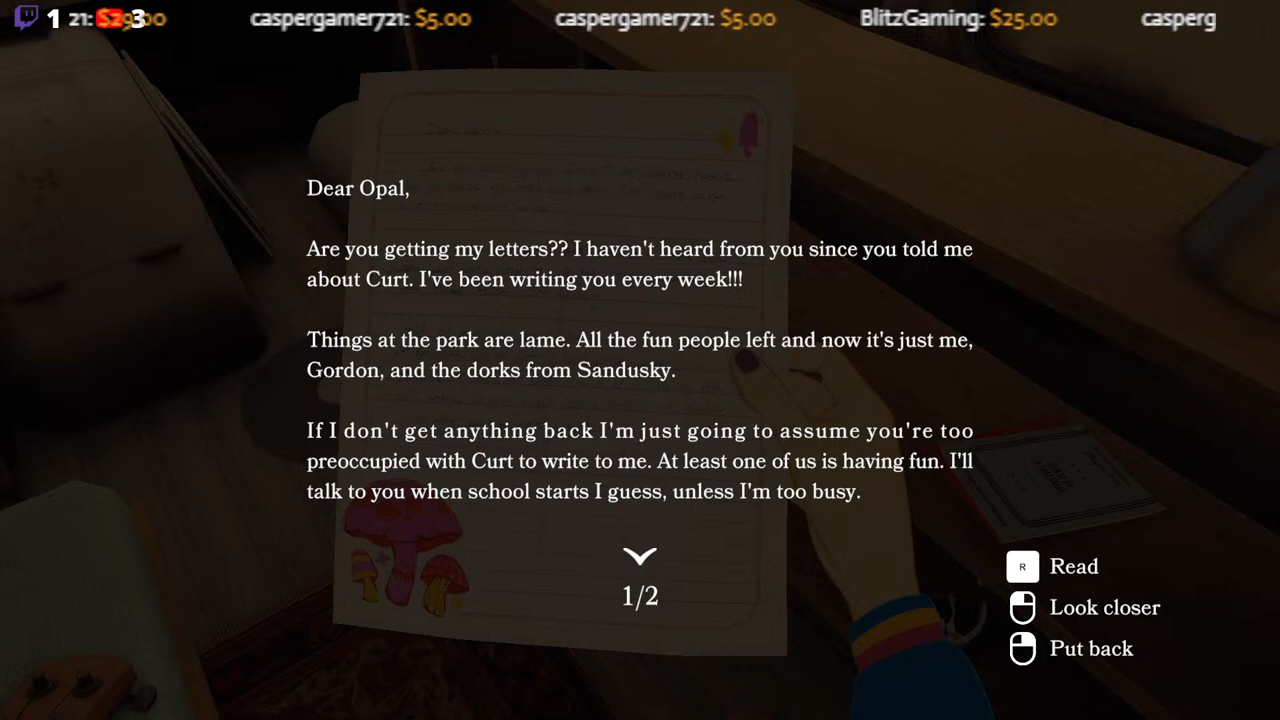 1 21: $29.00 3 caspergamer721: $5.00 caspergamer721: $5.00 BlitzGaming: $25.00 casperg
Dear Opal,
Are you getting my letters?? I haven't heard from you since you told me
about Curt. I've been writing you every week!!!
Things at the park are lame. All the fun people left and now it's just me,
Gordon, and the dorks from Sandusky.
If I don't get anything back I'm just going to assume you're too
preoccupied with Curt to write to me. At least one of us is having fun. I'll
talk to you when school starts I guess, unless I'm too busy.
1/2
R Read
Look closer
Put back